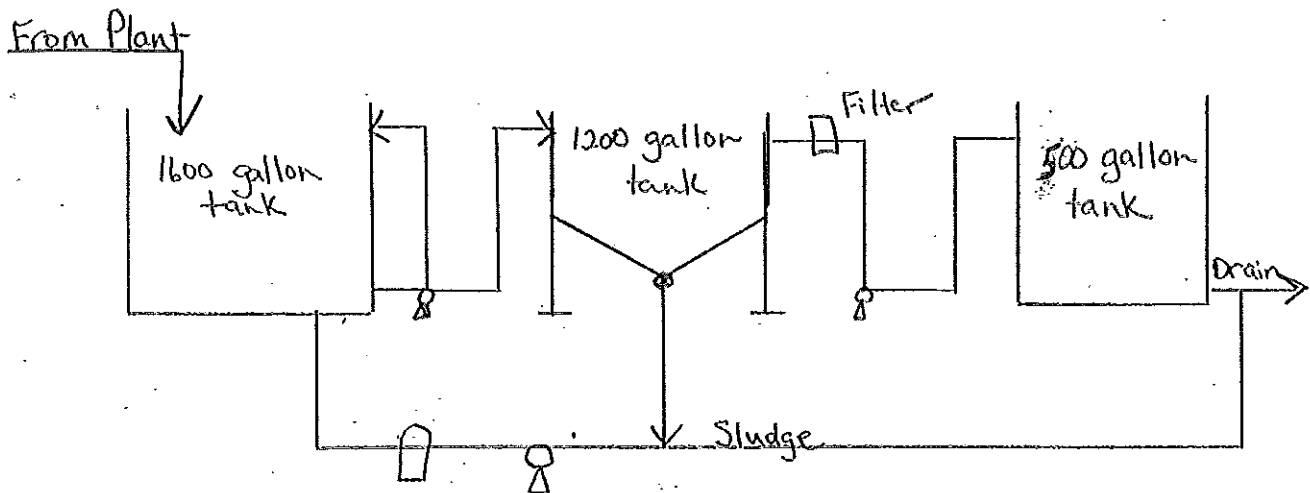 From Plant
1600 gallon
tank
1200 gallon
tank
Filter
500 gallon
tank
Drain
Sludge